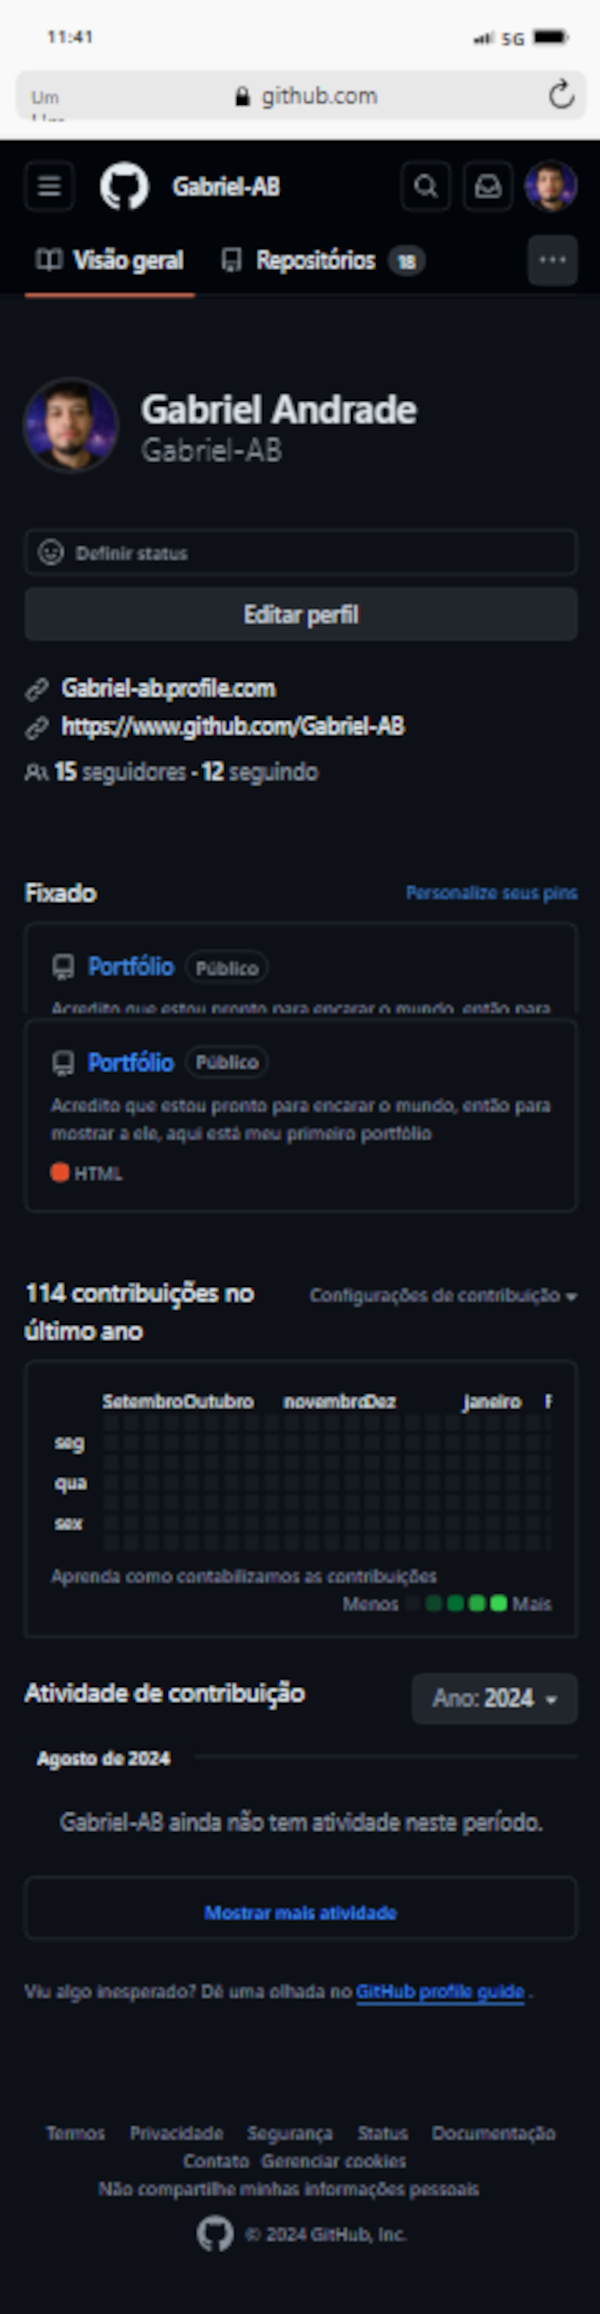 11:41
5G
Um
github.com
Gabriel-AB
Visão geral
Repositórios 18
Gabriel Andrade
Gabriel-AB
Definir status
Editar perfil
Gabriel-ab.profile.com
https://www.github.com/Gabriel-AB
15 seguidores - 12 seguindo
Fixado
Personalize seus pins
Portfólio Público
Acredito que estou pronto para encarar o mundo, então para
Portfólio Público
Acredito que estou pronto para encarar o mundo, então para
mostrar a ele, aqui está meu primeiro portfólio
HTML
114 contribuições no
último ano
Configurações de contribuição
Setembro Outubro novembro Dez janeiro F
seg
qua
sex
Aprenda como contabilizamos as contribuições
Menos Mais
Atividade de contribuição
Ano: 2024
Agosto de 2024
Gabriel-AB ainda não tem atividade neste período.
Mostrar mais atividade
Viu algo inesperado? Dê uma olhada no GitHub profile guide .
Termos Privacidade Segurança Status Documentação
Contato Gerenciar cookies
Não compartilhe minhas informações pessoais
© 2024 GitHub, Inc.